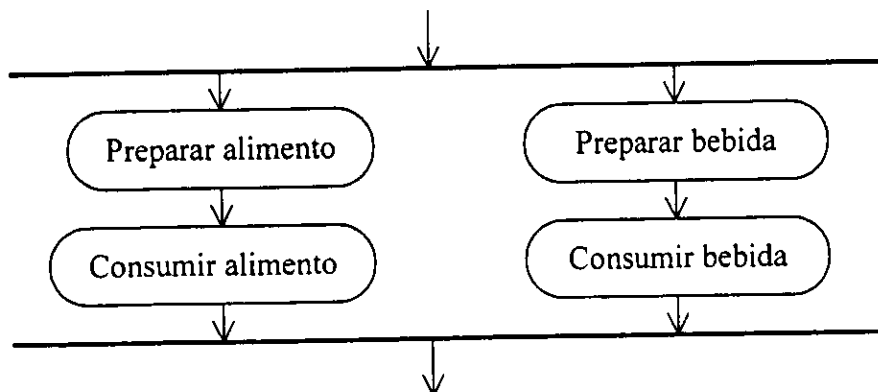 Preparar alimento
Preparar bebida
Consumir alimento
Consumir bebida